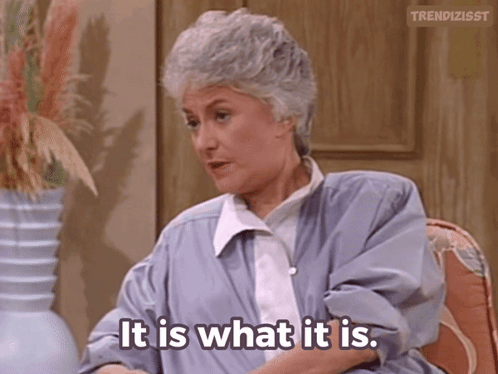 TRENDIZISST
It is what it is.